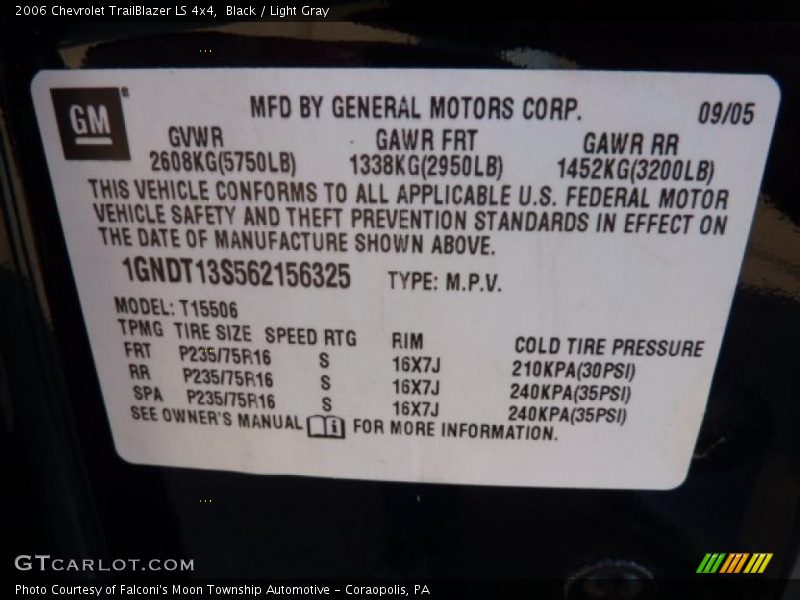 2006 Chevrolet TrailBlazer LS 4x4,  Black / Light Gray
GM®
MFD BY GENERAL MOTORS CORP. 09/05
GVWR GAWR FRT GAWR RR
2608KG(5750LB) 1338KG(2950LB) 1452KG(3200LB)
THIS VEHICLE CONFORMS TO ALL APPLICABLE U.S. FEDERAL MOTOR
VEHICLE SAFETY AND THEFT PREVENTION STANDARDS IN EFFECT ON
THE DATE OF MANUFACTURE SHOWN ABOVE.
1GNDT13S562156325 TYPE: M.P.V.
MODEL: T15506
TPMG TIRE SIZE SPEED RTG RIM COLD TIRE PRESSURE
FRT P235/75R16 S 16X7J 210KPA(30PSI)
RR P235/75R16 S 16X7J 240KPA(35PSI)
SPA P235/75R16 S 16X7J 240KPA(35PSI)
SEE OWNER'S MANUAL i FOR MORE INFORMATION.
GTCARLOT.COM
Photo Courtesy of Falconi's Moon Township Automotive – Coraopolis, PA